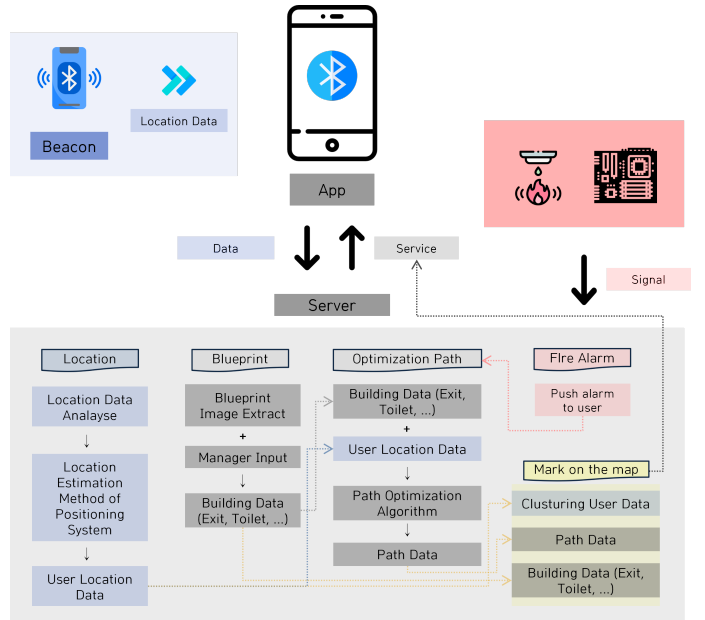 Location Data
Beacon
App
Data
Service
Signal
Server
Location
Blueprint
Optimization Path
FIre Alarm
Location Data
Analyse
↓
Location
Estimation
Method of
Positioning
System
↓
User Location
Data
Blueprint
Image Extract
+
Manager Input
↓
Building Data
(Exit, Toilet, ...)
Building Data (Exit,
Toilet, ...)
+
User Location Data
↓
Path Optimization
Algorithm
↓
Path Data
Push alarm
to user
Mark on the map
Clusturing User Data
Path Data
Building Data (Exit,
Toilet, ...)